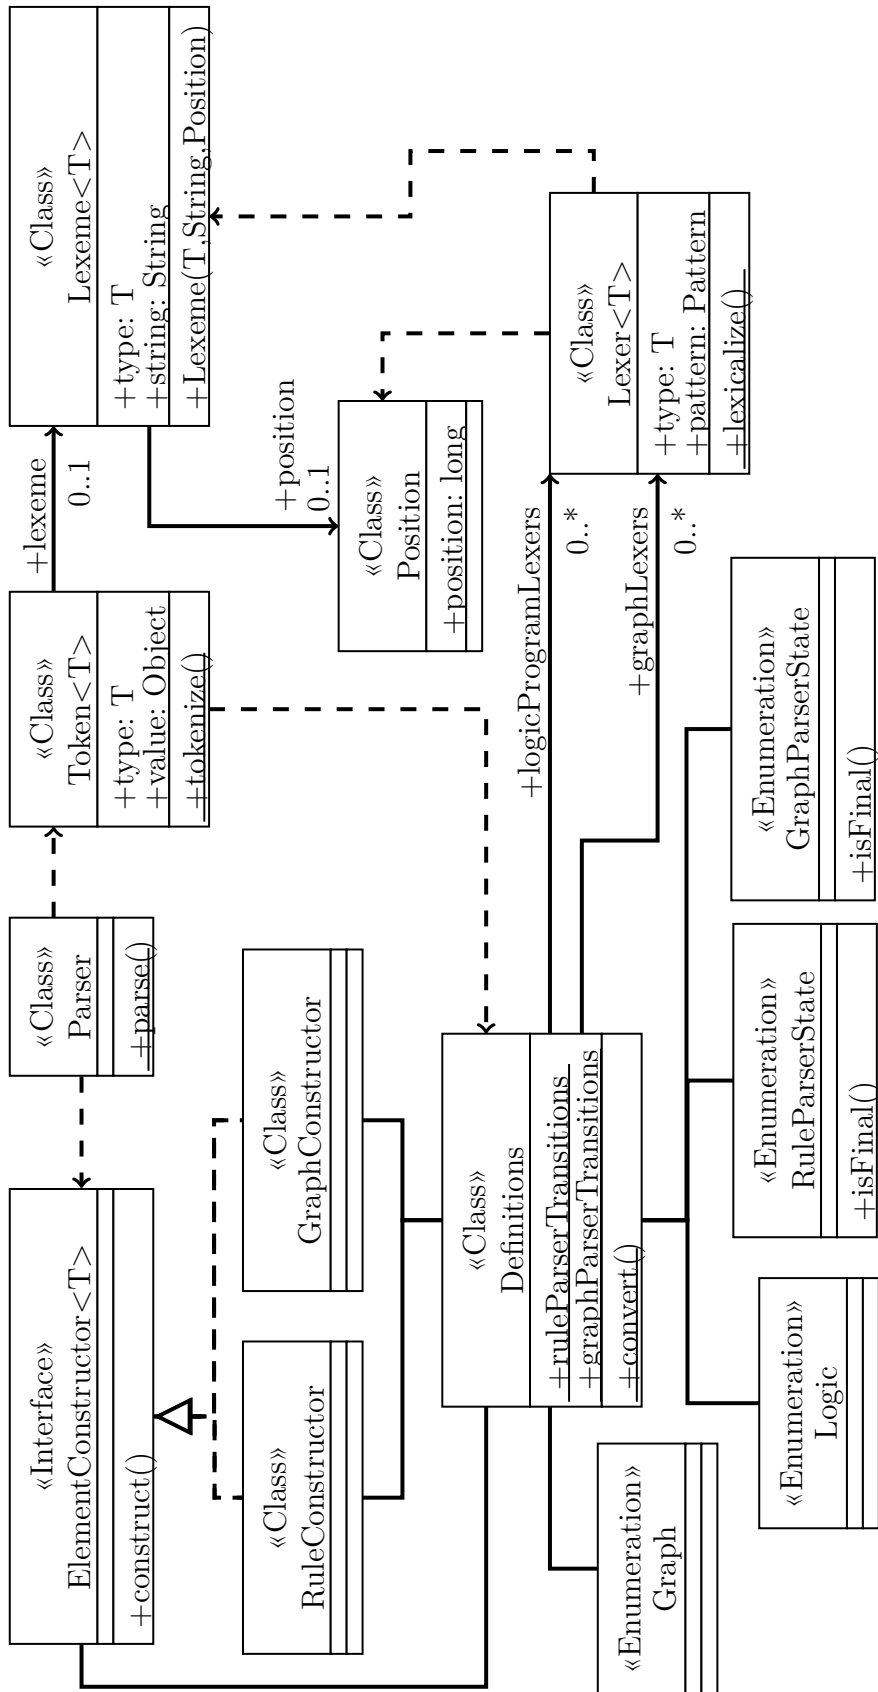 «Interface»
ElementConstructor<T>
+construct()
«Class»
Parser
+parse()
«Class»
Token<T>
+type: T
+value: Object
+tokenize()
+lexeme
0..1
«Class»
Lexeme<T>
+type: T
+string: String
+Lexeme(T,String,Position)
«Class»
RuleConstructor
«Class»
GraphConstructor
+position
0..1
«Class»
Position
+position: long
«Class»
Definitions
+ruleParserTransitions
+graphParserTransitions
+convert()
+logicProgramLexers
0..*
+graphLexers
0..*
«Class»
Lexer<T>
+type: T
+pattern: Pattern
+lexicalize()
«Enumeration»
Graph
«Enumeration»
Logic
«Enumeration»
RuleParserState
+isFinal()
«Enumeration»
GraphParserState
+isFinal()